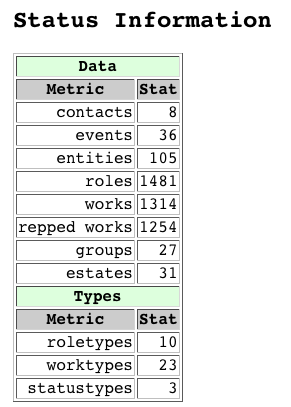 Status Information
Data
Metric Stat
contacts 8
events 36
entities 105
roles 1481
works 1314
repped works 1254
groups 27
estates 31
Types
Metric Stat
roletypes 10
worktypes 23
statustypes 3